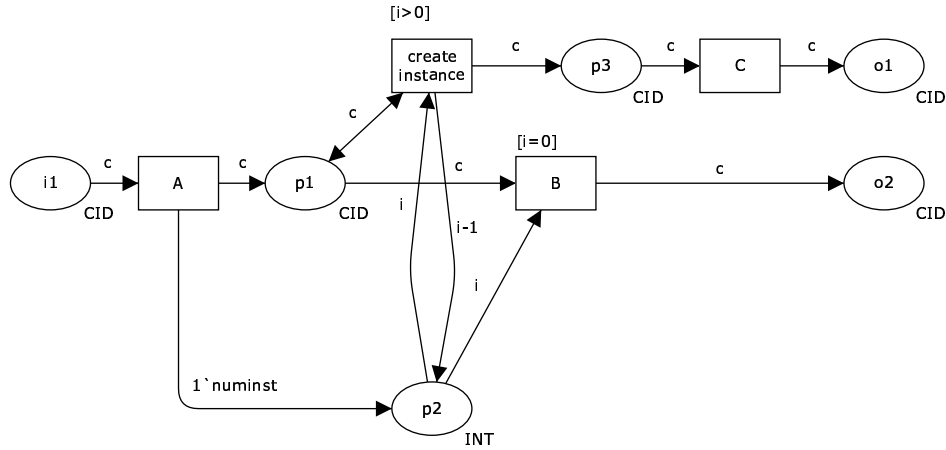 [i>0]
create
instance
c
p3
CID
c
C
c
o1
CID
c
[i=0]
i1
CID
c
A
c
p1
CID
c
B
c
o2
CID
i
i-1
i
1`numinst
p2
INT